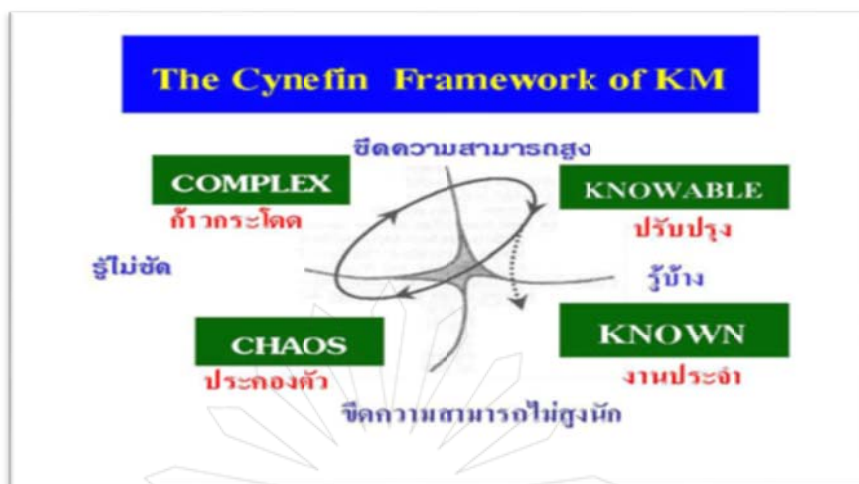 The Cynefin Framework of KM
ขีดความสามารถสูง
COMPLEX
ก้าวกระโดด
KNOWABLE
ปรับปรุง
รู้ไม่ชัด
รู้บ้าง
CHAOS
ประคองตัว
KNOWN
งานประจำ
ขีดความสามารถไม่สูงนัก